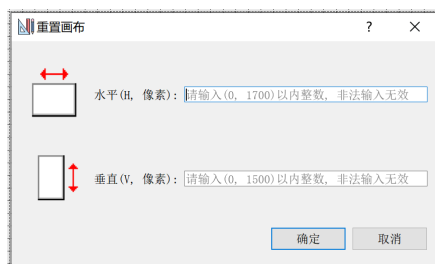 重置画布
?
水平(H, 像素): 请输入(0, 1700)以内整数, 非法输入无效
垂直(V, 像素): 请输入(0, 1500)以内整数, 非法输入无效
确定 取消